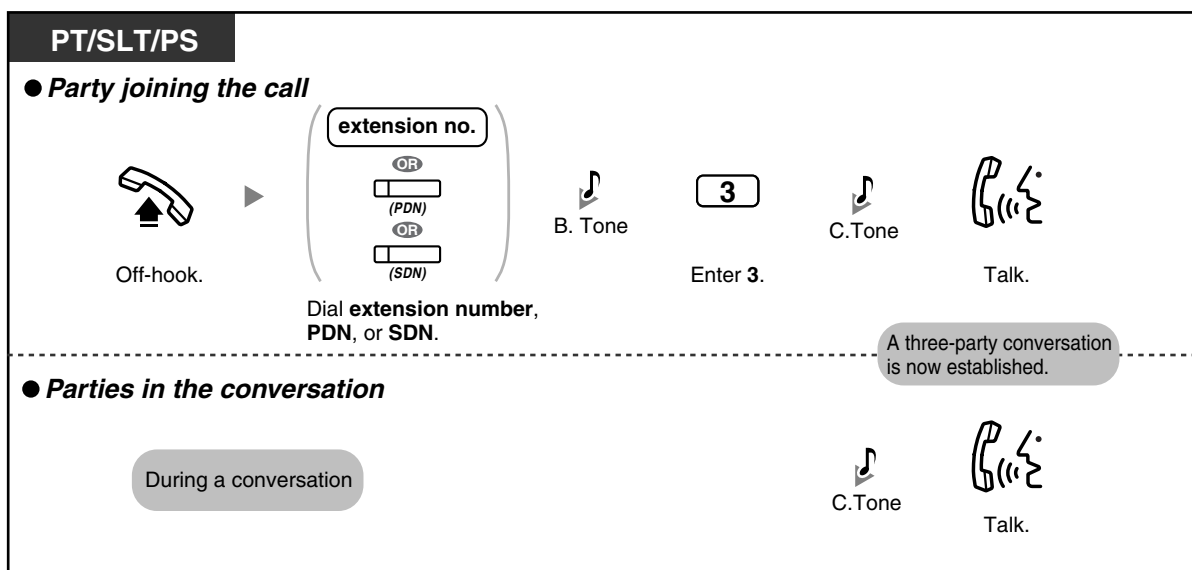 PT/SLT/PS
● Party joining the call
extension no.
OR
(PDN)
OR
(SDN)
B. Tone
3
C.Tone
Off-hook.
Enter 3.
Talk.
Dial extension number,
PDN, or SDN.
A three-party conversation
is now established.
● Parties in the conversation
During a conversation
C.Tone
Talk.